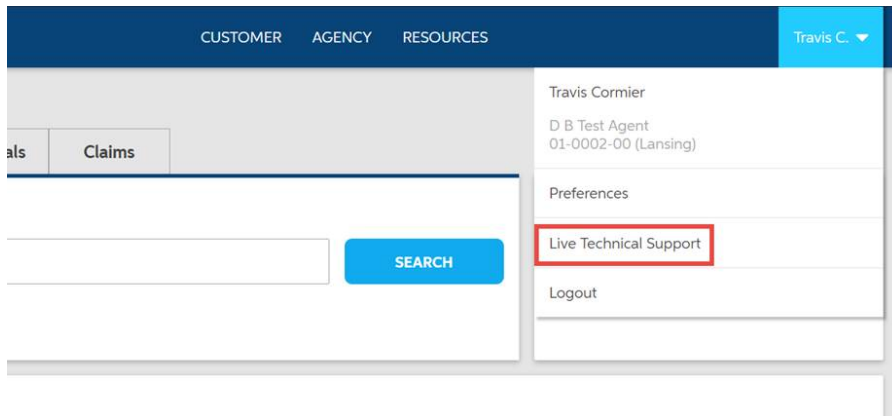 CUSTOMER AGENCY RESOURCES Travis C.
Travis Cormier
D B Test Agent
01-0002-00 (Lansing)
als Claims
Preferences
Live Technical Support
SEARCH
Logout